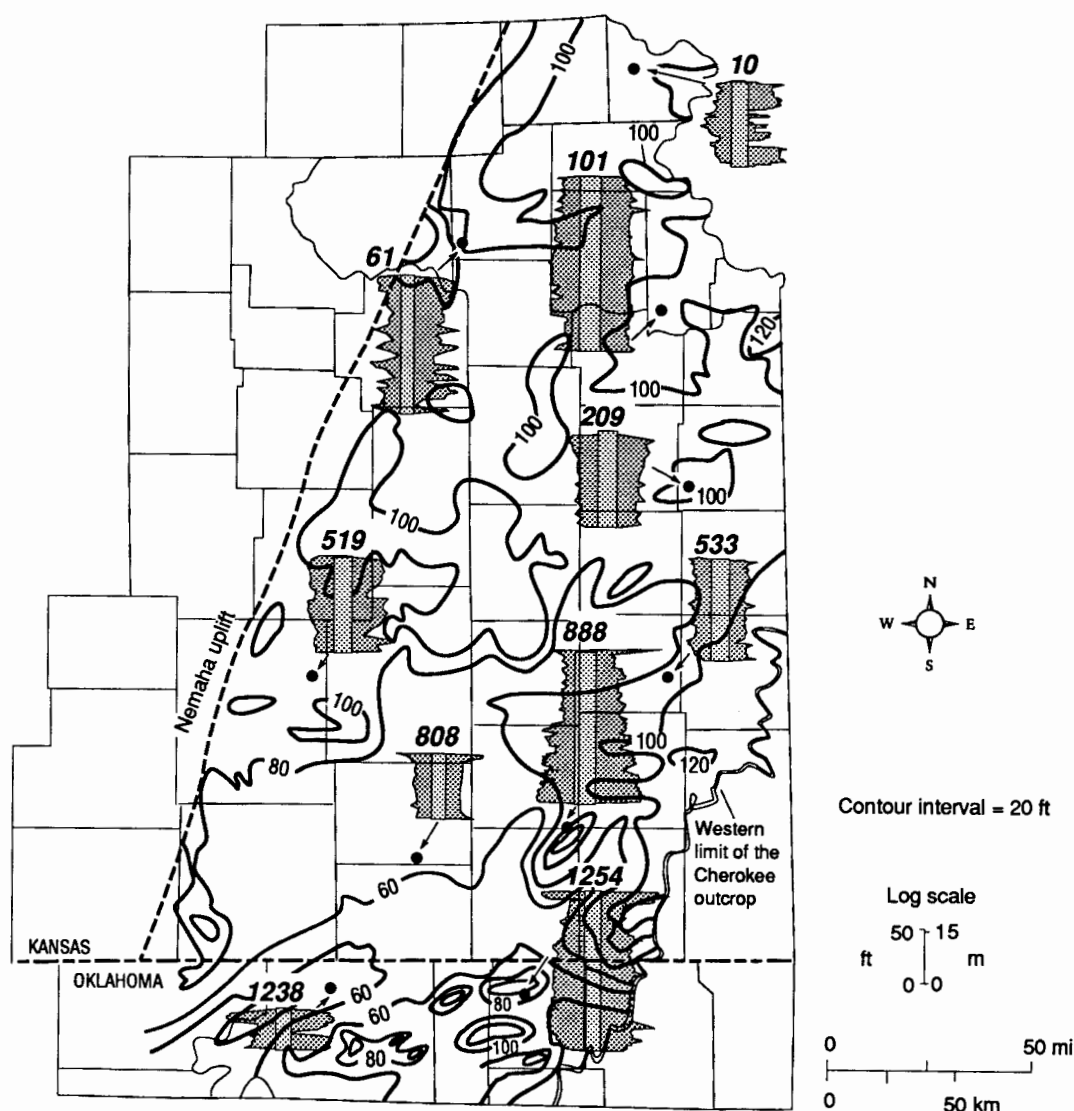 100
10
100
101
61
120
100
100
209
100
100
519
533
N
W E
S
888
Nemaha uplift
100
100
808
120
80
Contour interval = 20 ft
Western
limit of the
Cherokee
outcrop
1254
60
Log scale
50 15
ft m
0 0
KANSAS
OKLAHOMA
1238
60
60
80
80
100
0 50 mi
0 50 km